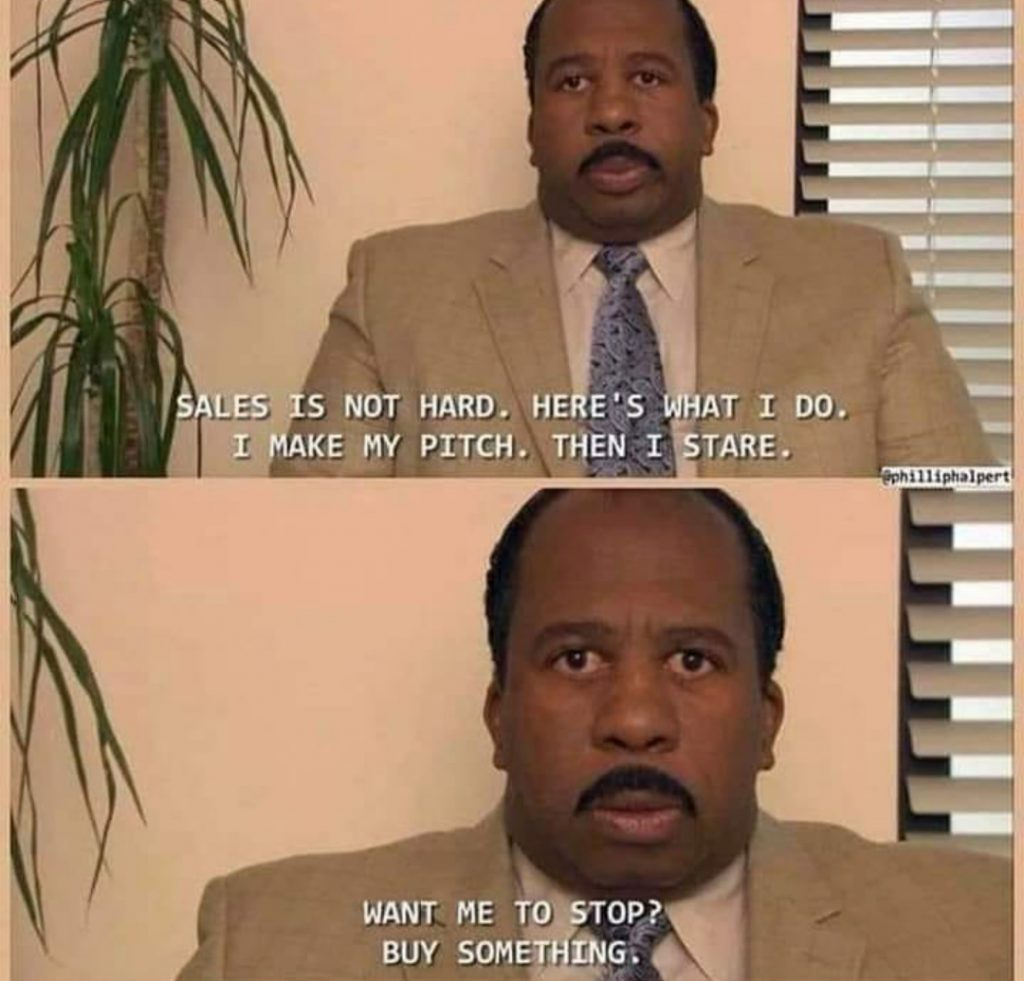 SALES IS NOT HARD. HERE'S WHAT I DO.
I MAKE MY PITCH. THEN I STARE.
@philliphalpert
WANT ME TO STOP?
BUY SOMETHING.